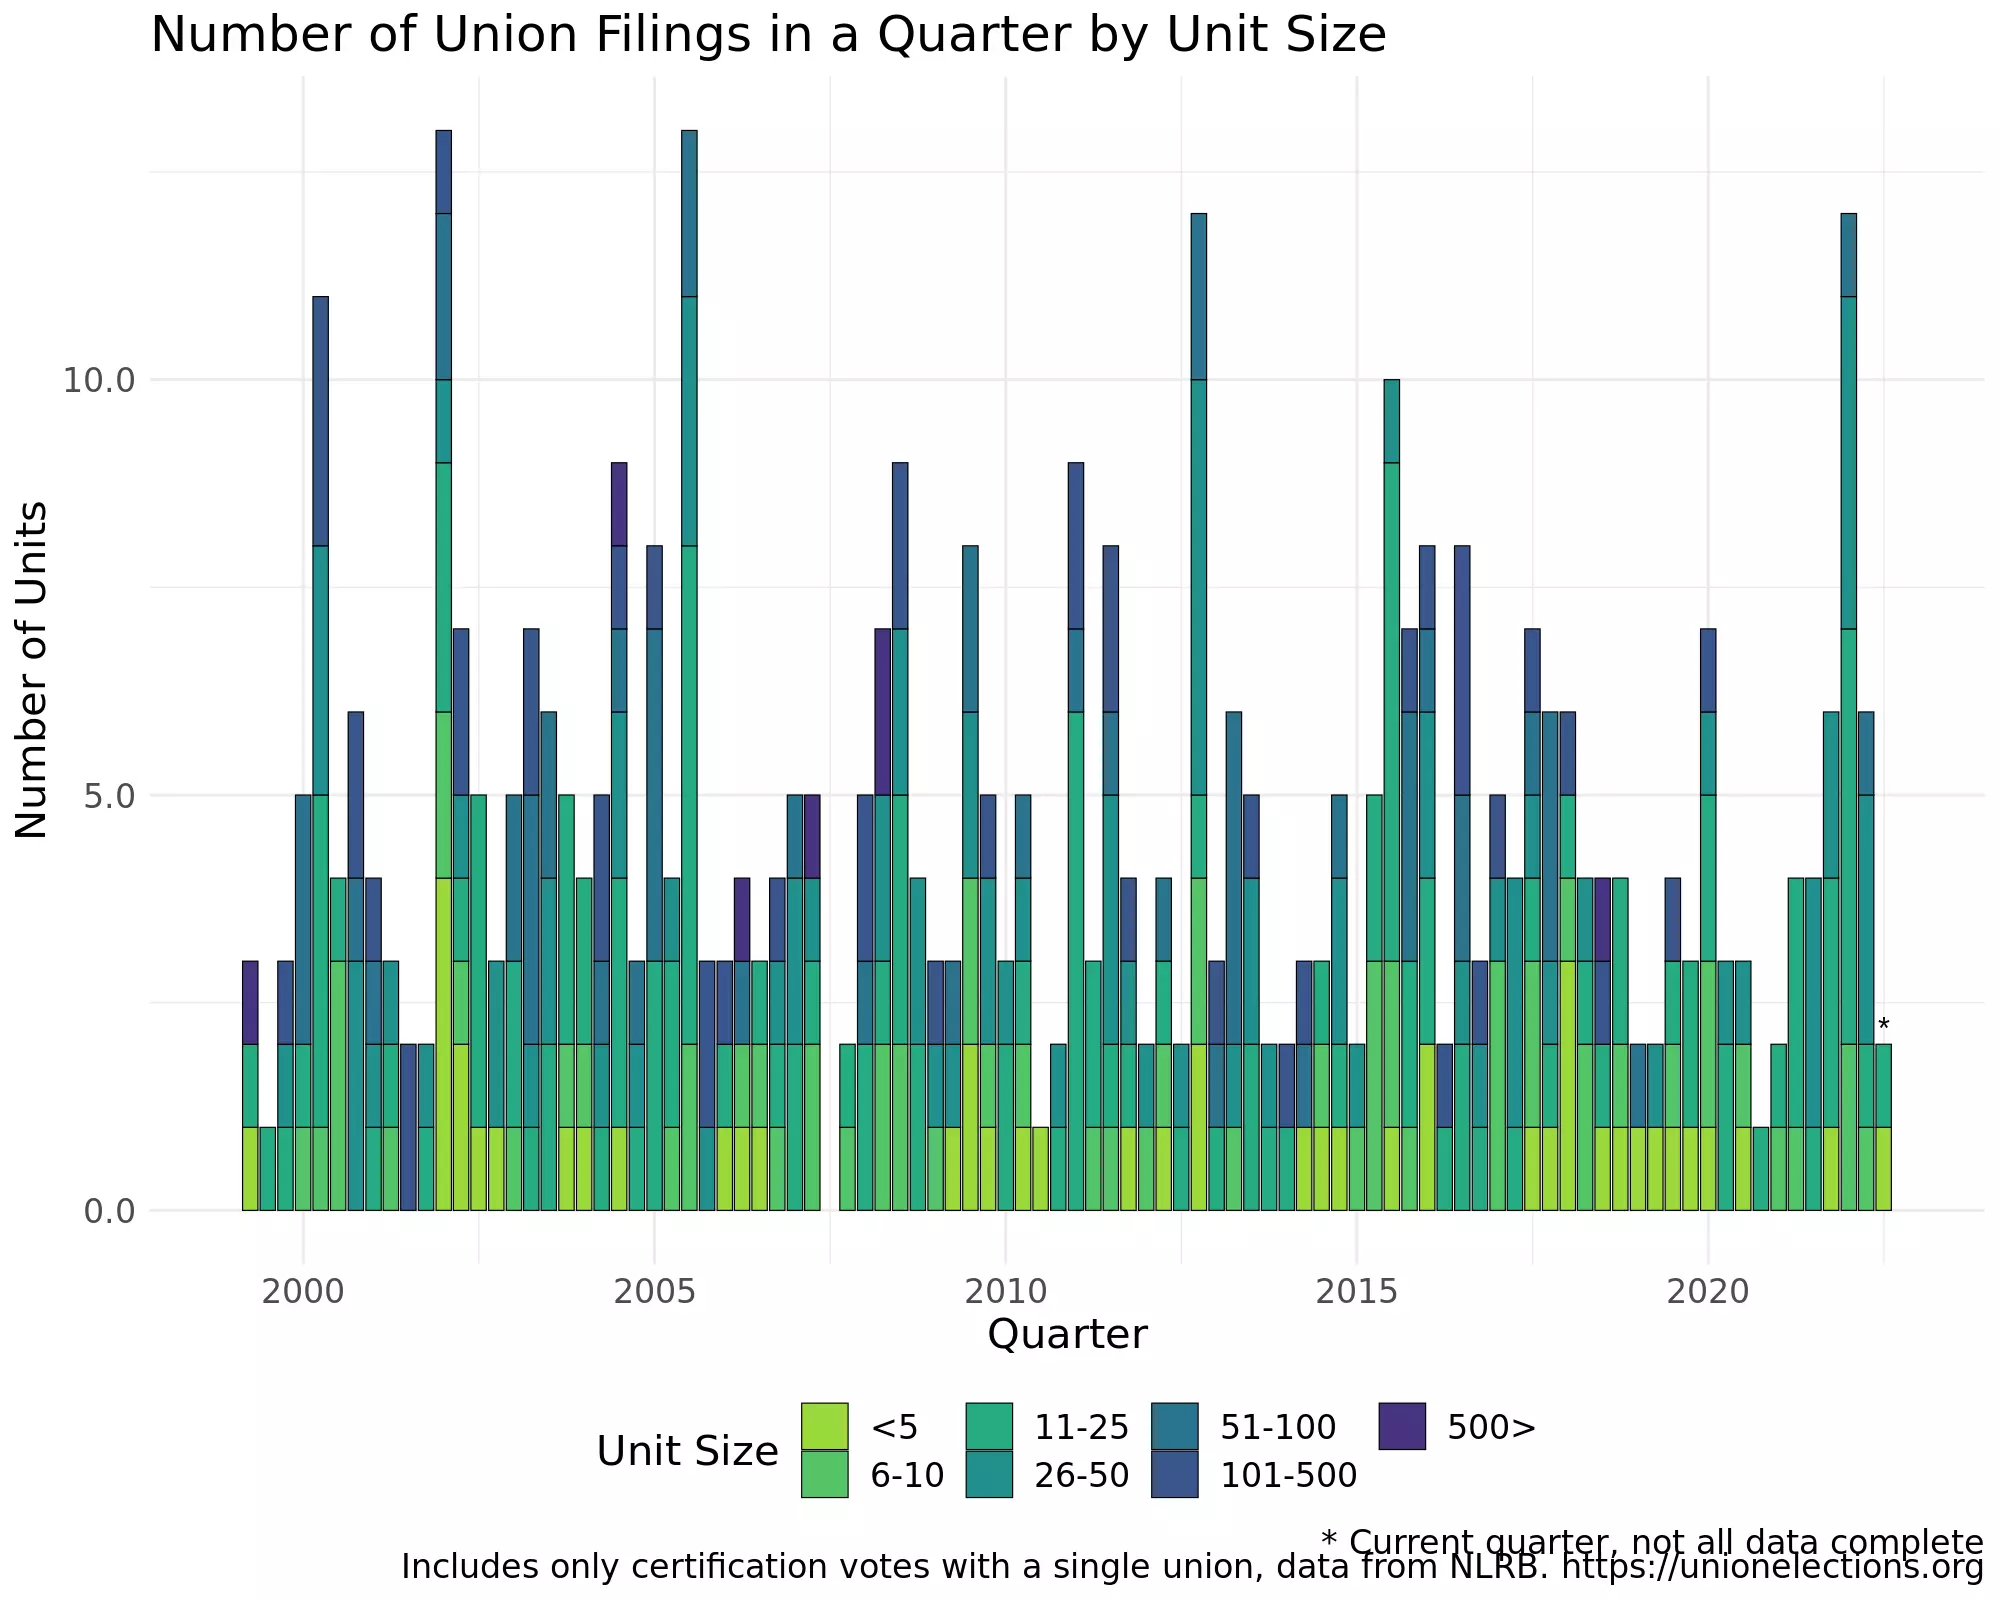 Number of Union Filings in a Quarter by Unit Size
Number of Units
10.0
5.0
0.0
*
2000 2005 2010 2015 2020
Quarter
Unit Size
<5 11-25 51-100 500>
6-10 26-50 101-500
* Current quarter, not all data complete
Includes only certification votes with a single union, data from NLRB. https://unionelections.org